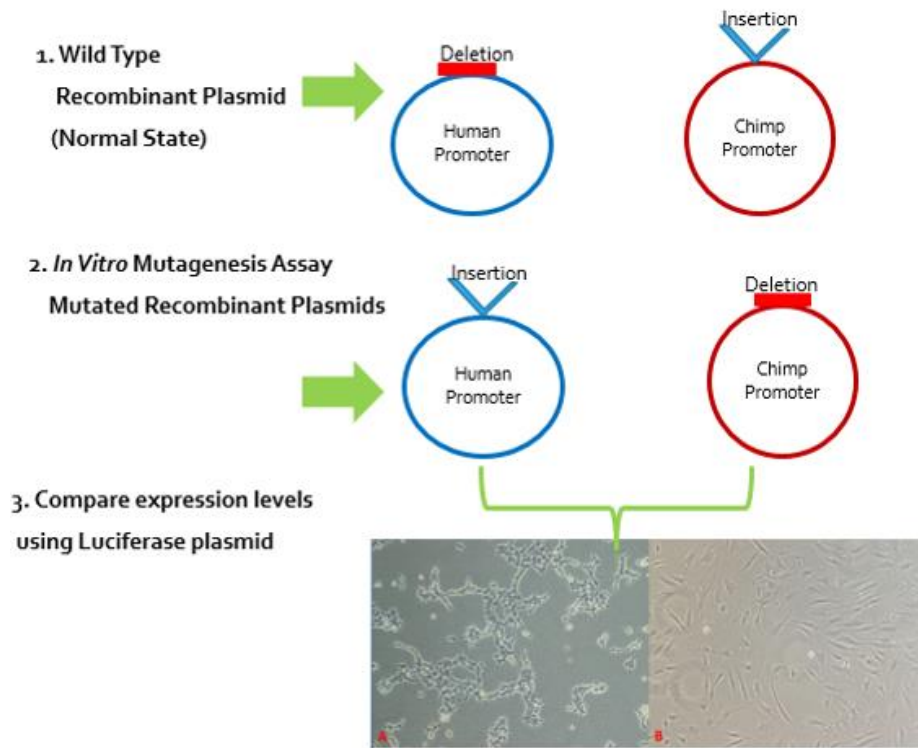 1. Wild Type
Recombinant Plasmid
(Normal State)
Deletion
Human
Promoter
Insertion
Chimp
Promoter
2. In Vitro Mutagenesis Assay
Mutated Recombinant Plasmids
Insertion
Human
Promoter
Deletion
Chimp
Promoter
3. Compare expression levels
using Luciferase plasmid
A
B